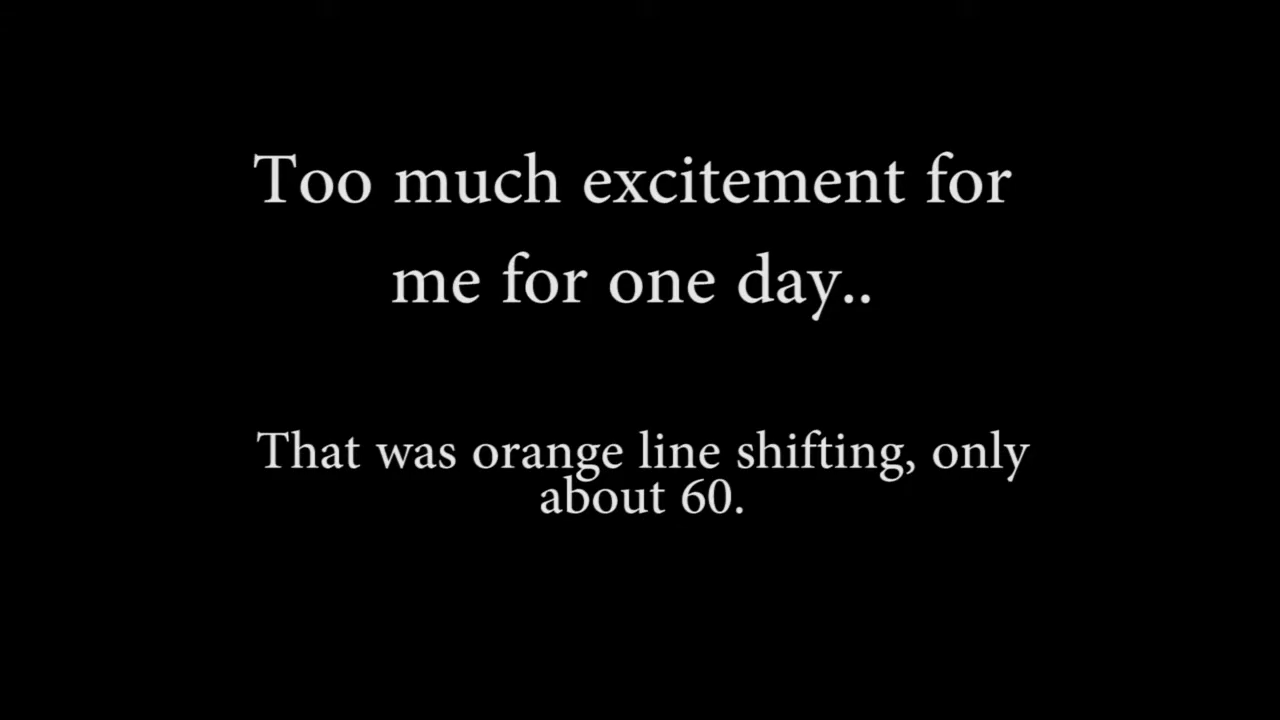 Too much excitement for
me for one day..
That was orange line shifting, only
about 60.